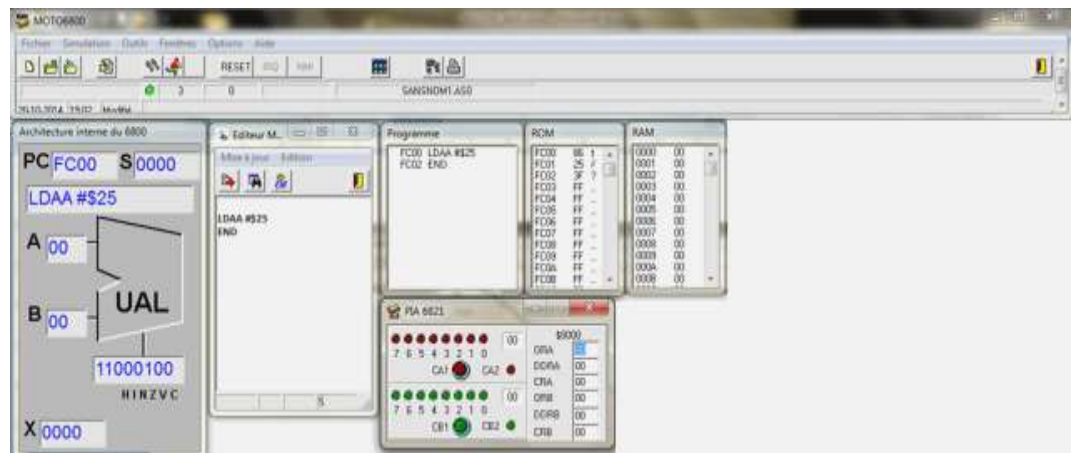 MOTO6800
Fichier Simulation Outils Fenêtres Options Aide
RESET IRQ NMI
3 0 SANSNOM1.AS0
Architecture interne du 6800
PC FC00 S 0000
LDAA #$25
A 00
B 00
UAL
11000100
HINZVC
X 0000
Editeur M...
Mise à jour Edition
LDAA #$25
END
S
Programme
FC00 LDAA #$25
FC02 END
ROM
FC00 86 †
FC01 25
FC02 3F ?
FC03 FF _
FC04 FF _
FC05 FF _
FC06 FF _
FC07 FF _
FC08 FF _
FC09 FF _
FC0A FF _
FC0B FF _
RAM
0000 00
0001 00
0002 00
0003 00
0004 00
0005 00
0006 00
0007 00
0008 00
0009 00
000A 00
000B 00
PIA 6821
00
7 6 5 4 3 2 1 0
CA1 CA2
00
7 6 5 4 3 2 1 0
CB1 CB2
$8000
ORA
DDRA 00
CRA 00
ORB 00
DDRB 00
CRB 00